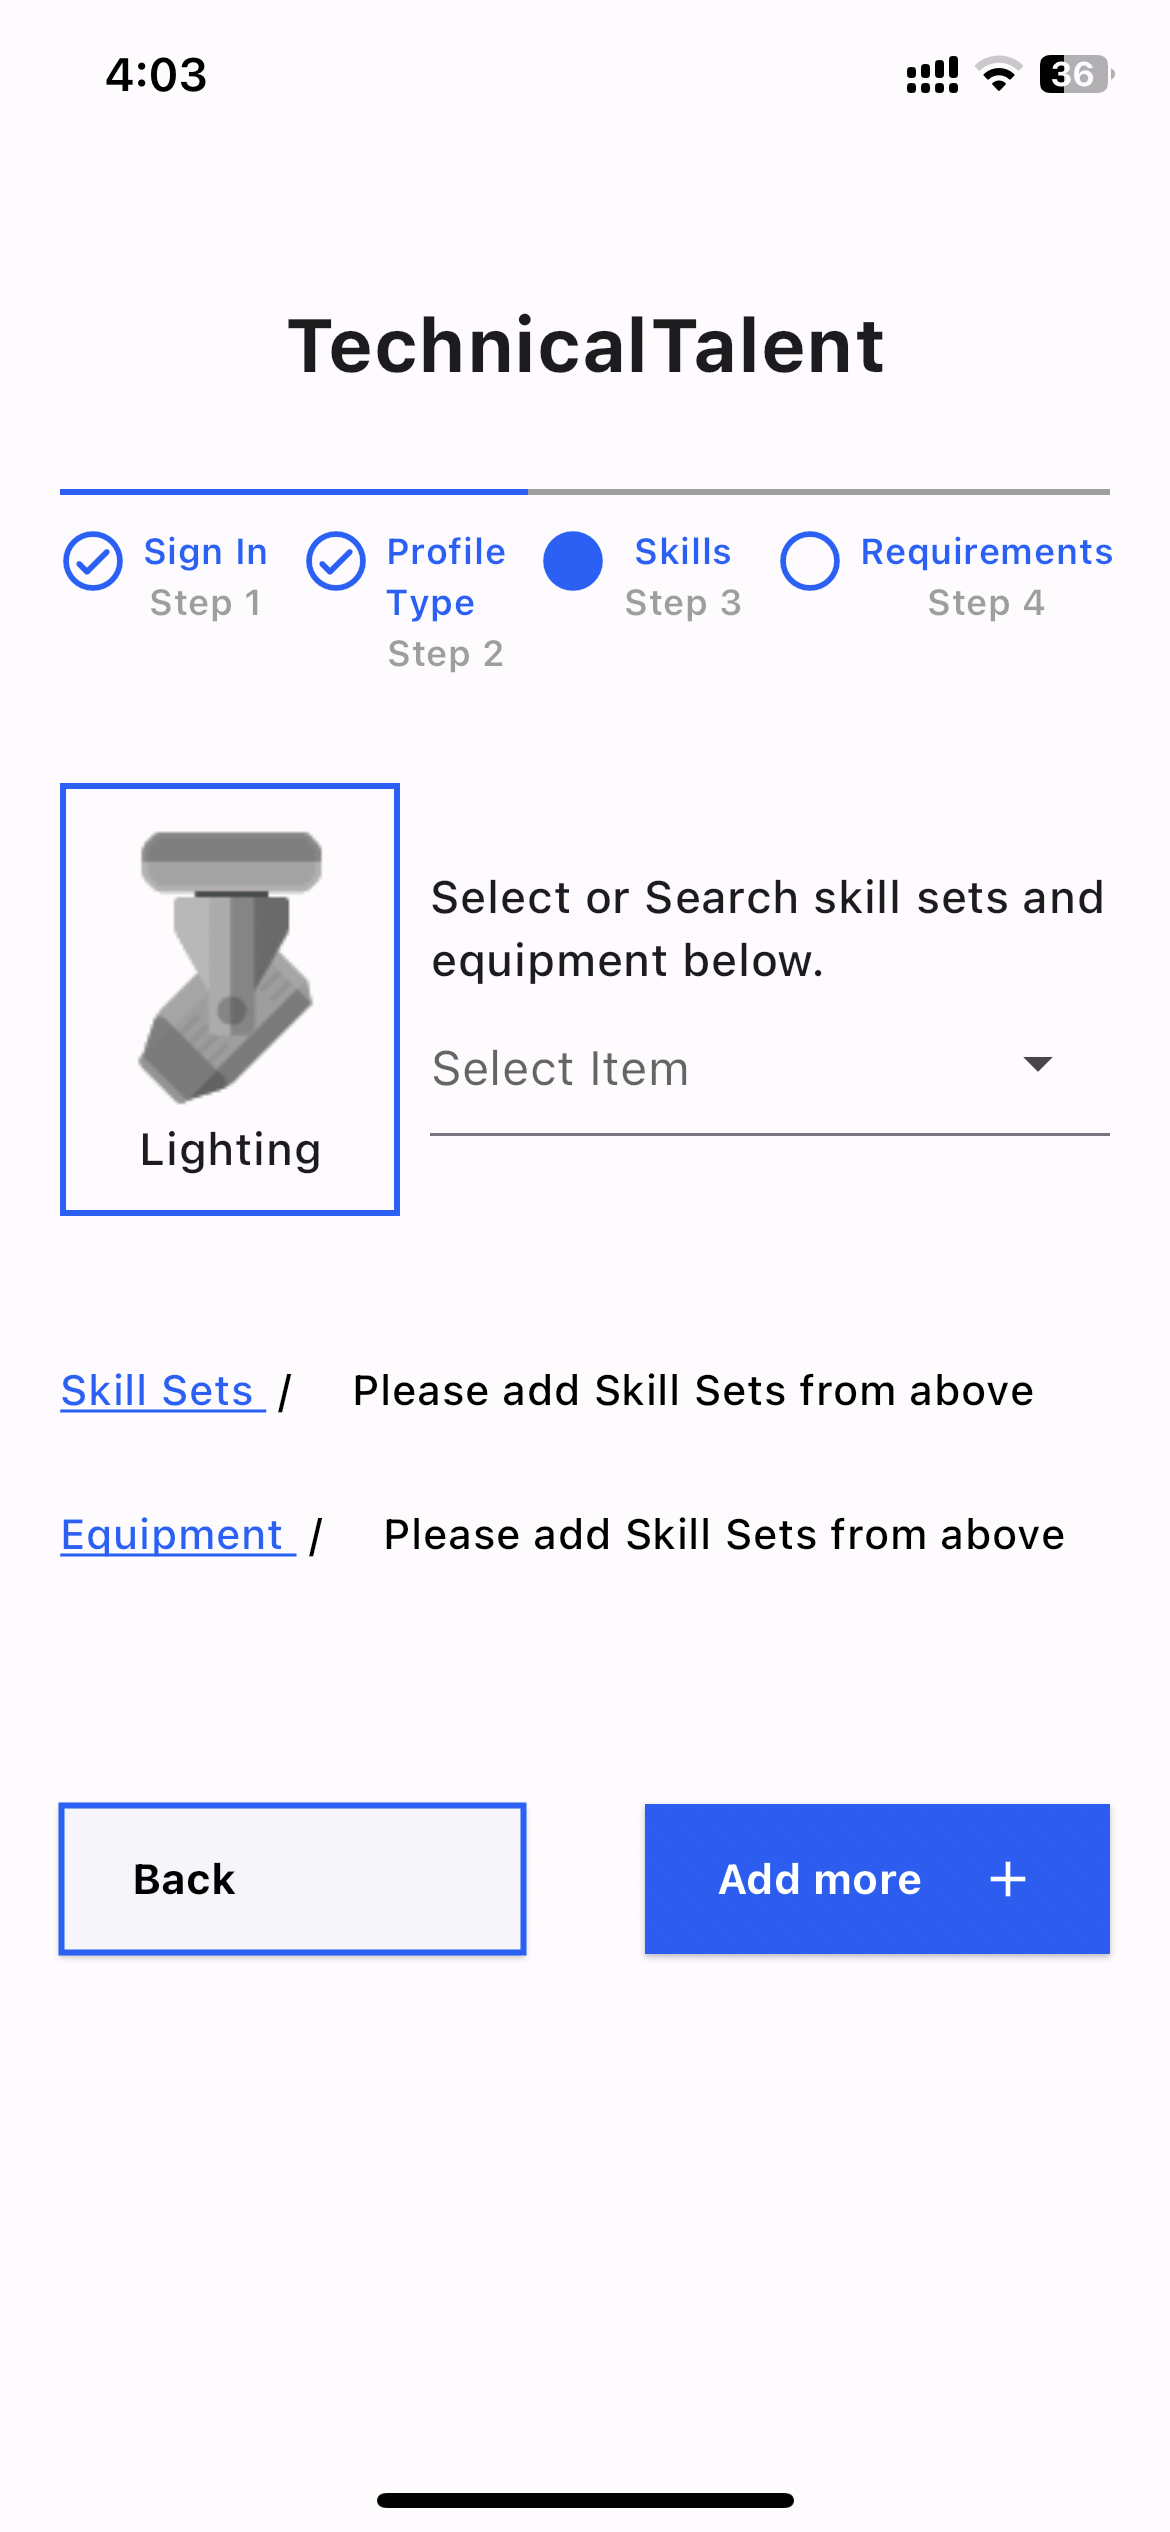 4:03
36
TechnicalTalent
Sign In
Step 1
Profile
Type
Step 2
Skills
Step 3
Requirements
Step 4
Lighting
Select or Search skill sets and
equipment below.
Select Item
Skill Sets / Please add Skill Sets from above
Equipment / Please add Skill Sets from above
Back
Add more +